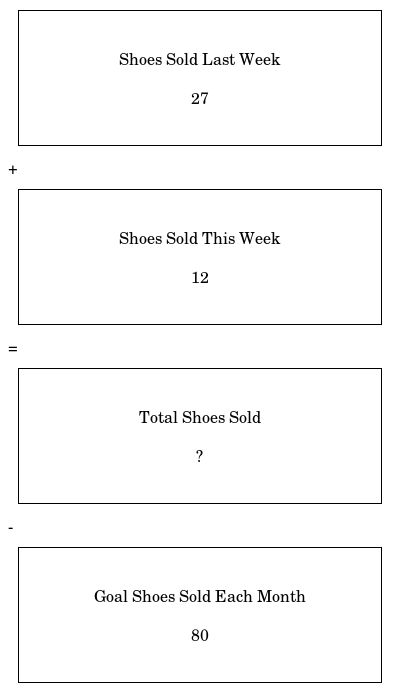 Shoes Sold Last Week
27
+
Shoes Sold This Week
12
=
Total Shoes Sold
?
-
Goal Shoes Sold Each Month
80